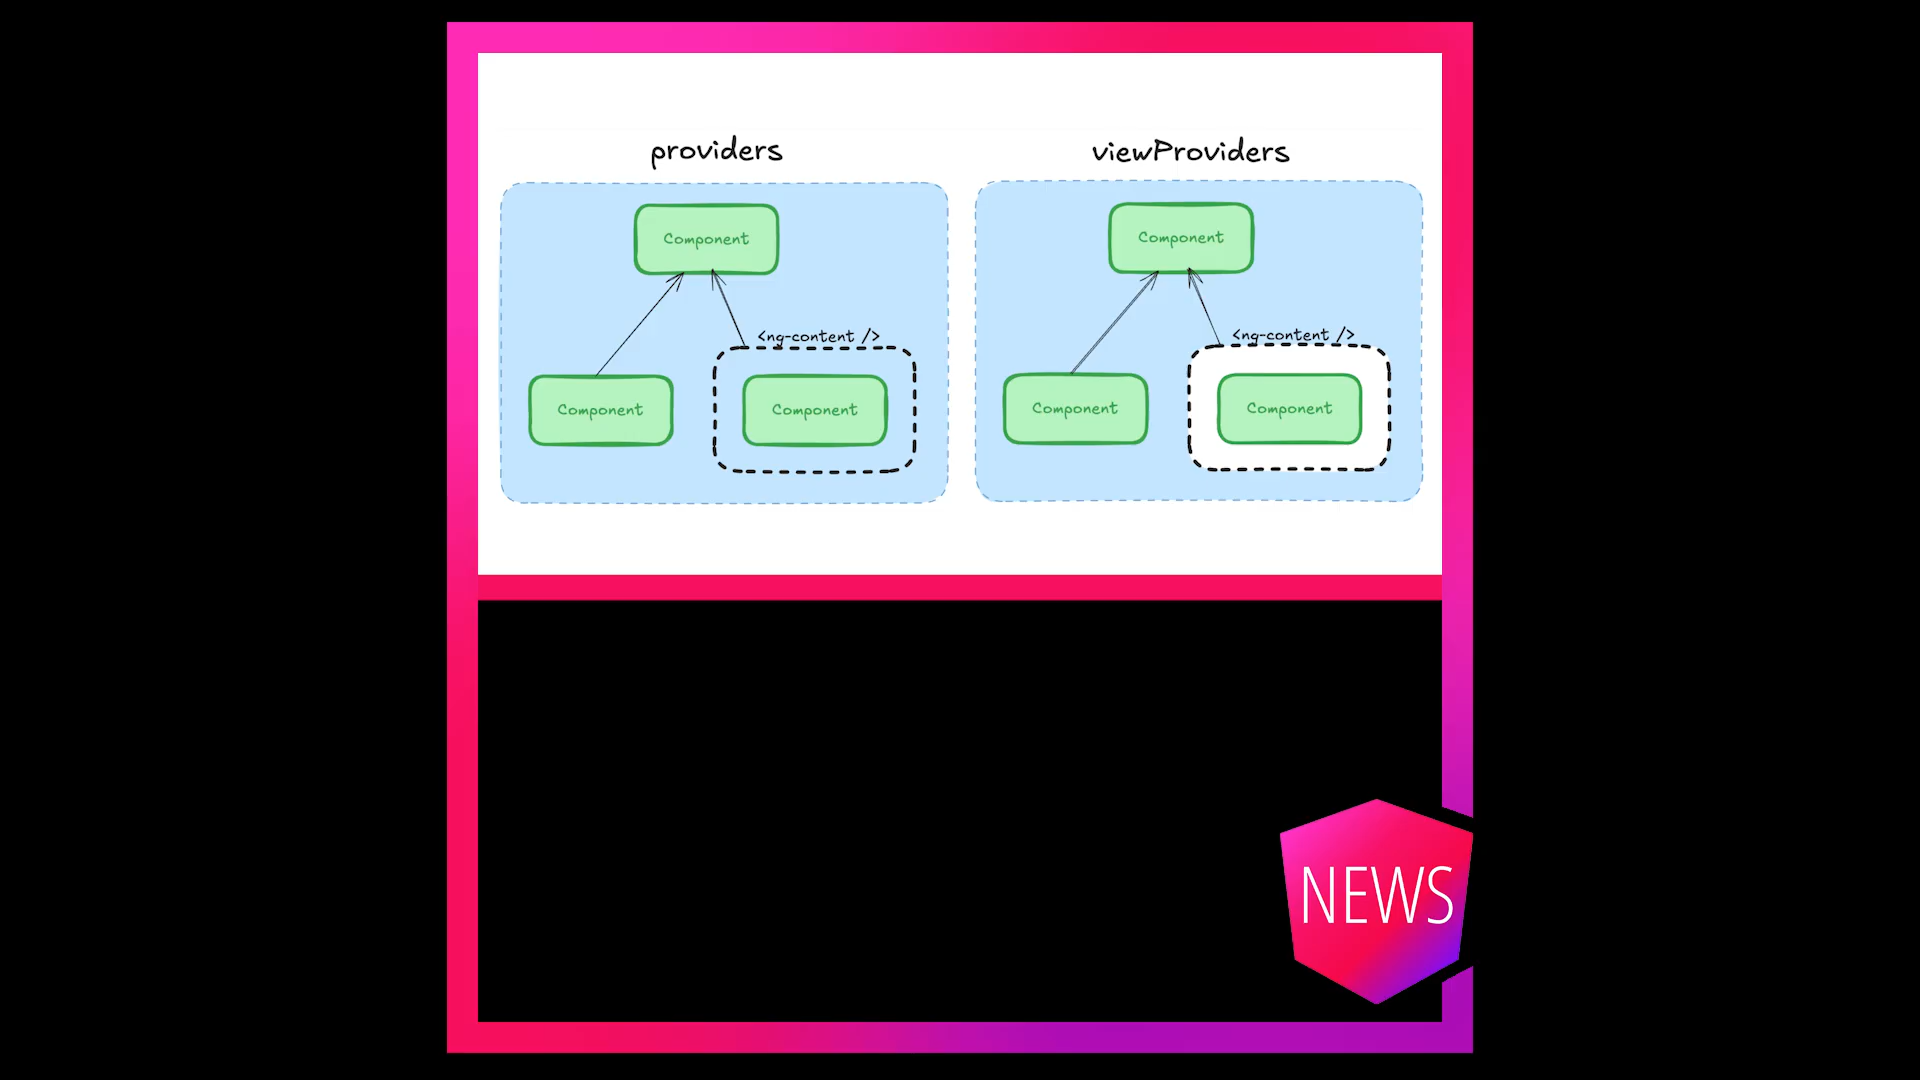 providers
Component
<ng-content />
Component
Component
viewProviders
Component
<ng-content />
Component
Component
NEWS